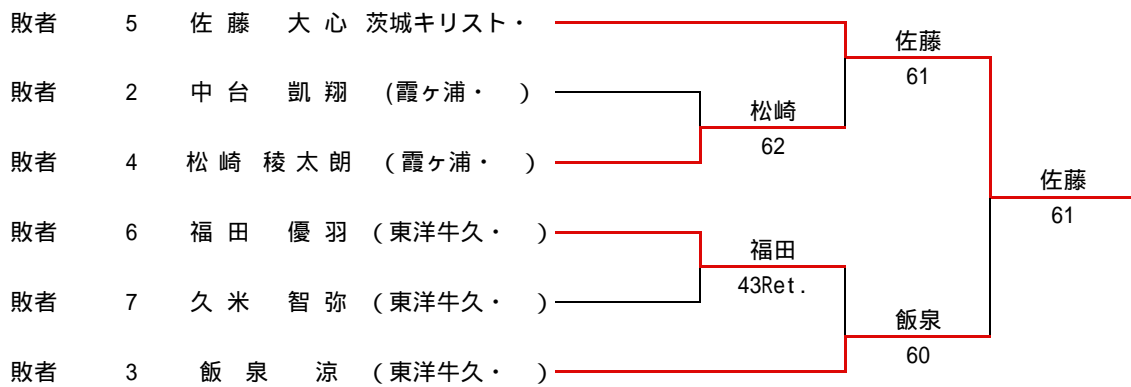 敗者 5 佐藤 大心 茨城キリスト・
佐藤
61
敗者 2 中台 凱翔 (霞ヶ浦・ )
松崎
62
敗者 4 松崎 稜太朗 (霞ヶ浦・ )
佐藤
61
敗者 6 福田 優羽 (東洋牛久・ )
福田
43Ret.
敗者 7 久米 智弥 (東洋牛久・ )
飯泉
60
敗者 3 飯泉 涼 (東洋牛久・ )